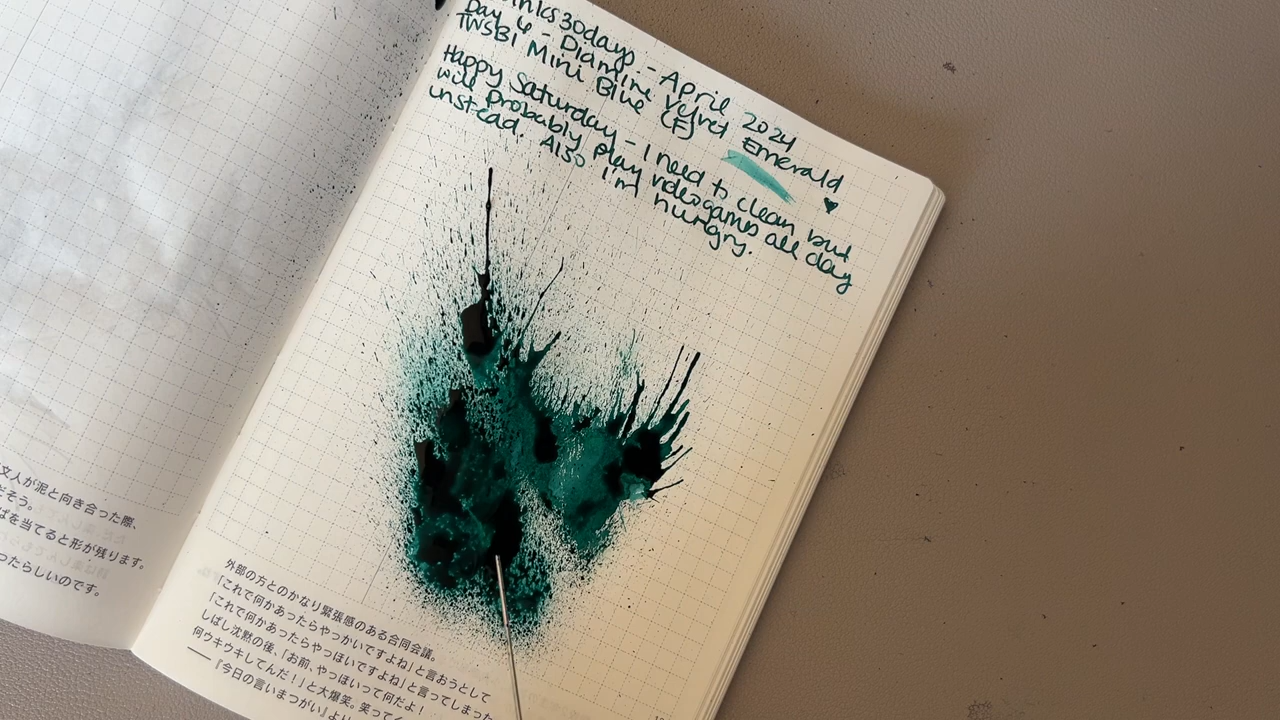 inks30days - April 2024
Day 6 - Diamine Velvet Emerald
TWSBI Mini Blue (F)
Happy Saturday - I need to clean but
will probably play videogames all day
instead. Also I'm hungry.
文人が泥と向き合った際、
だそう。
ばを当てると形が残ります。
ったらしいのです。
外部の方とのかなり緊張感のある合同会議。
「これで何かあったらやっかいですよね」と言おうとして
「これで何かあったらやっほいですよね」と言ってしまった
しばし沈黙の後、「お前、やっほいって何だよ!
何ウキウキしてんだ!」と大爆笑。笑ってく
――『今日の言いまつがい』より